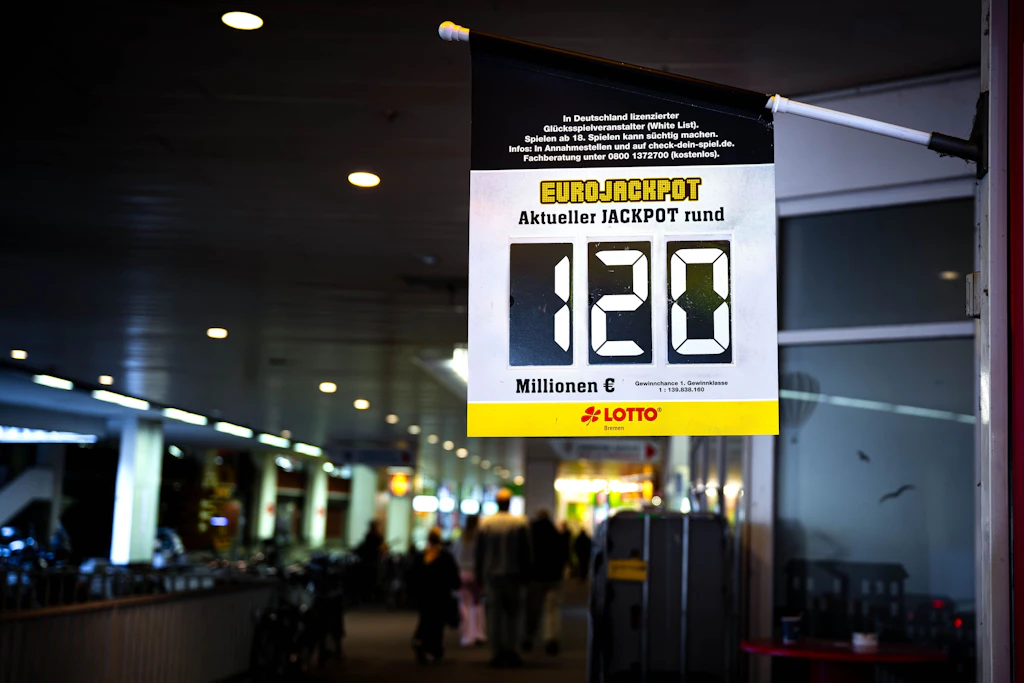 In Deutschland lizenzierter
Glücksspielveranstalter (White List).
Spielen ab 18. Spielen kann süchtig machen.
Infos: In Annahmestellen und auf check-dein-spiel.de.
Fachberatung unter 0800 1372700 (kostenlos).
EUROJACKPOT
Aktueller JACKPOT rund
120
Millionen €
Gewinnchance 1. Gewinnklasse
1 : 139.838.160
LOTTO®
Bremen